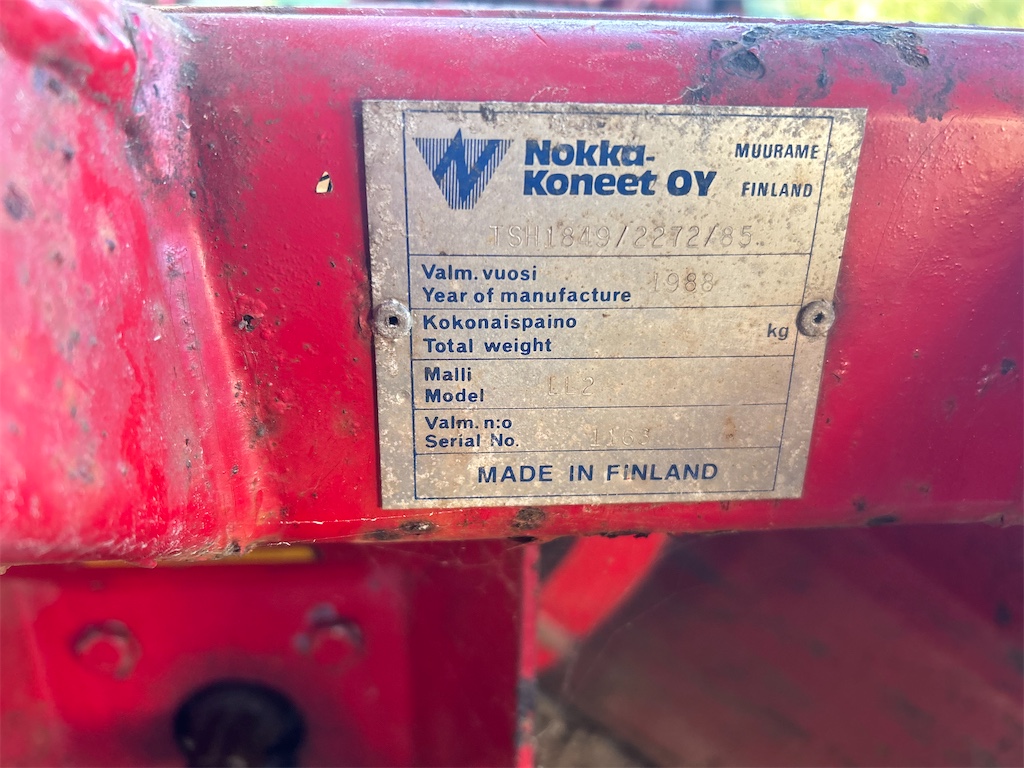 Nokka-
Koneet OY
MUURAME
FINLAND
TSH1849/2272/85
Valm. vuosi
Year of manufacture 1988
Kokonaispaino
Total weight kg
Malli
Model LL2
Valm. n:o
Serial No.
MADE IN FINLAND